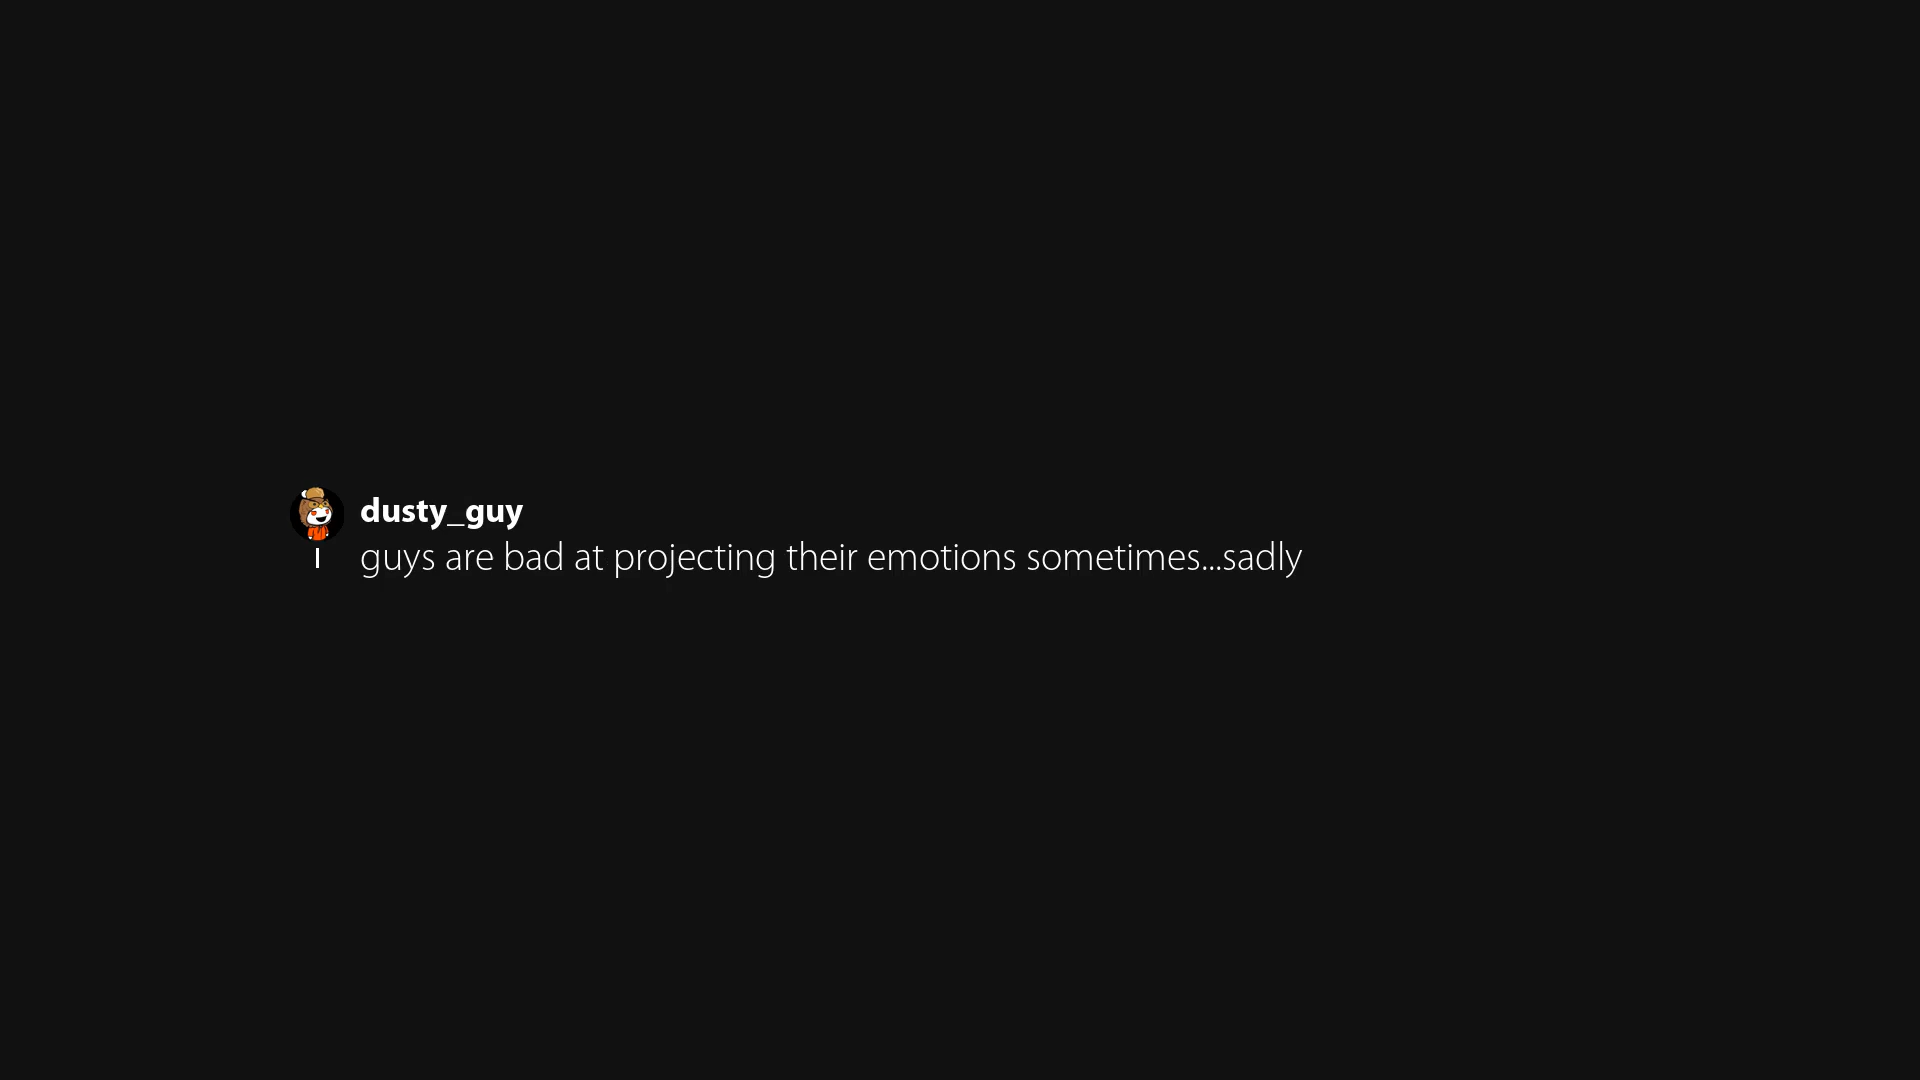 dusty_guy
guys are bad at projecting their emotions sometimes...sadly